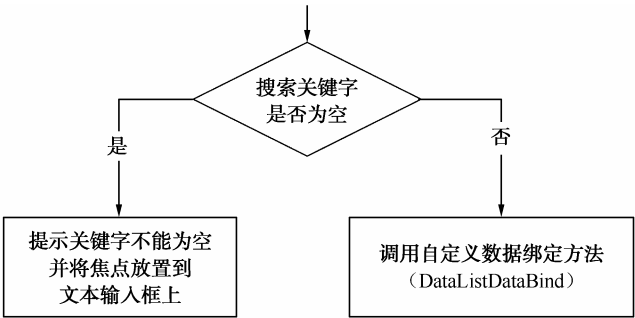 搜索关键字
是否为空
是
否
提示关键字不能为空
并将焦点放置到
文本输入框上
调用自定义数据绑定方法
（DataListDataBind）